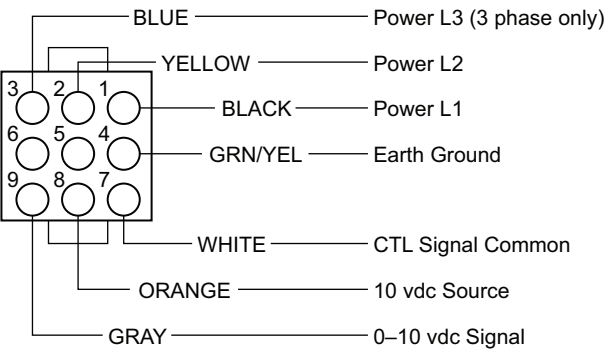 BLUE Power L3 (3 phase only)
YELLOW Power L2
3 2 1 BLACK Power L1
6 5 4 GRN/YEL Earth Ground
9 8 7
WHITE CTL Signal Common
ORANGE 10 vdc Source
GRAY 0–10 vdc Signal